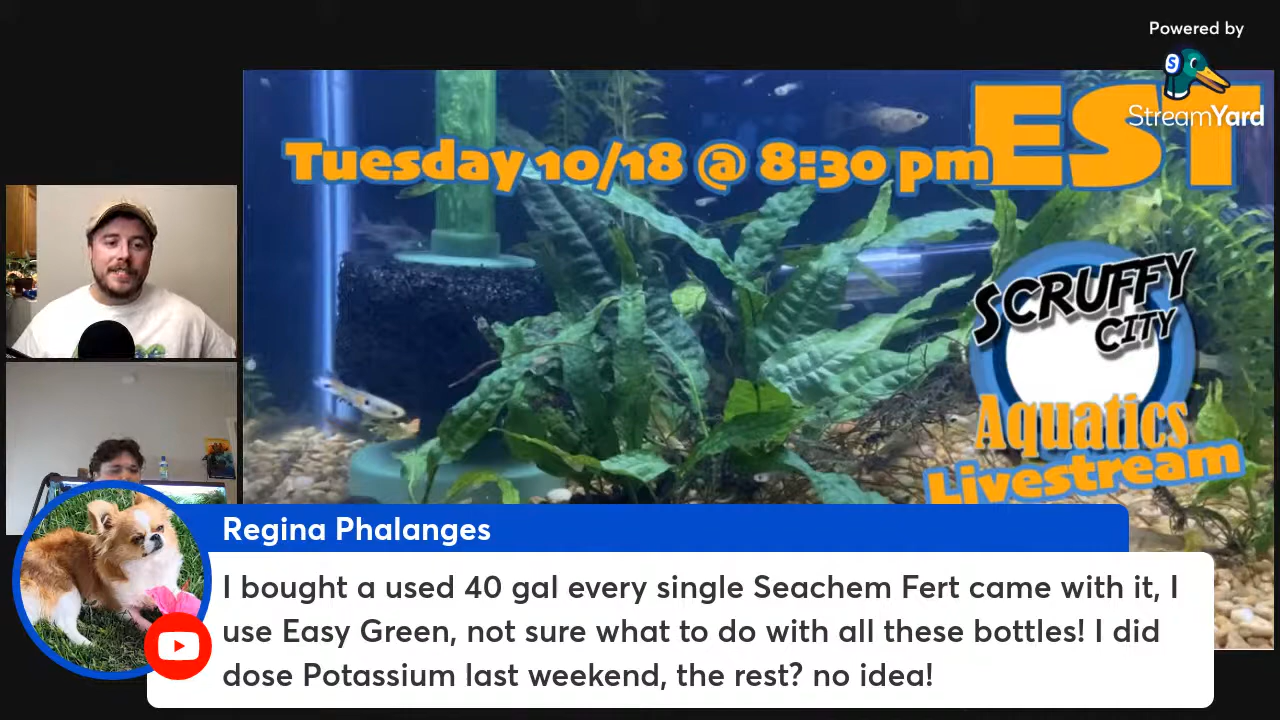 Powered by
S
StreamYard
EST
Tuesday 10/18 @ 8:30 pm
SCRUFFY
CITY
Aquatics
Livestream
Regina Phalanges
I bought a used 40 gal every single Seachem Fert came with it, I
use Easy Green, not sure what to do with all these bottles! I did
dose Potassium last weekend, the rest? no idea!